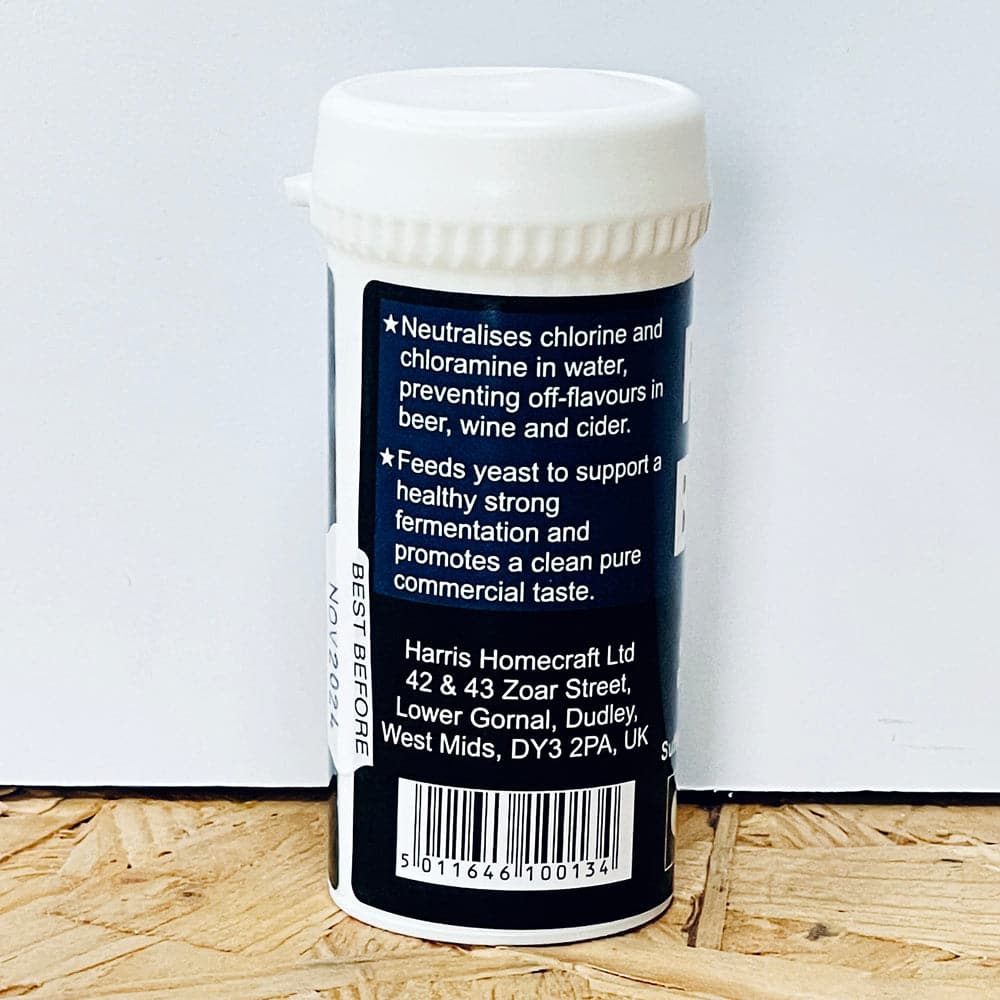 ★Neutralises chlorine and
chloramine in water,
preventing off-flavours in
beer, wine and cider.
★Feeds yeast to support a
healthy strong
fermentation and
promotes a clean pure
commercial taste.
Harris Homecraft Ltd
42 & 43 Zoar Street,
Lower Gornal, Dudley,
West Mids, DY3 2PA, UK
5 011646 100134
BEST BEFORE